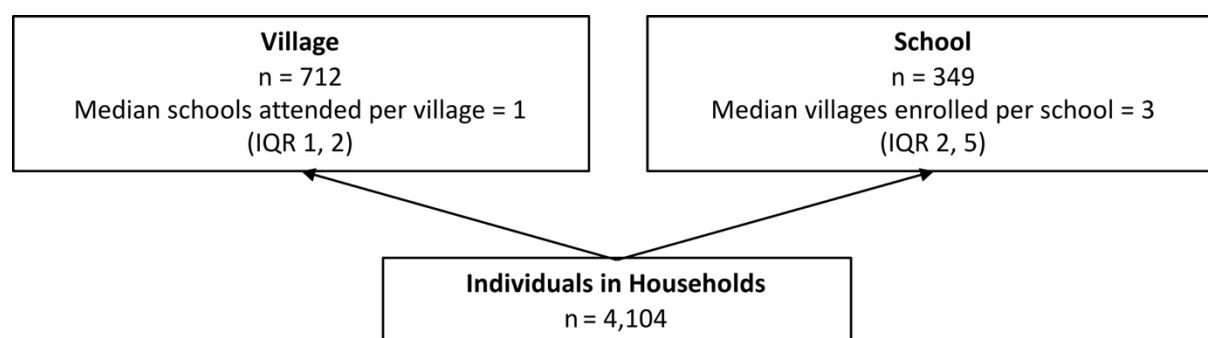 Village
n = 712
Median schools attended per village = 1
(IQR 1, 2)
School
n = 349
Median villages enrolled per school = 3
(IQR 2, 5)
Individuals in Households
n = 4,104